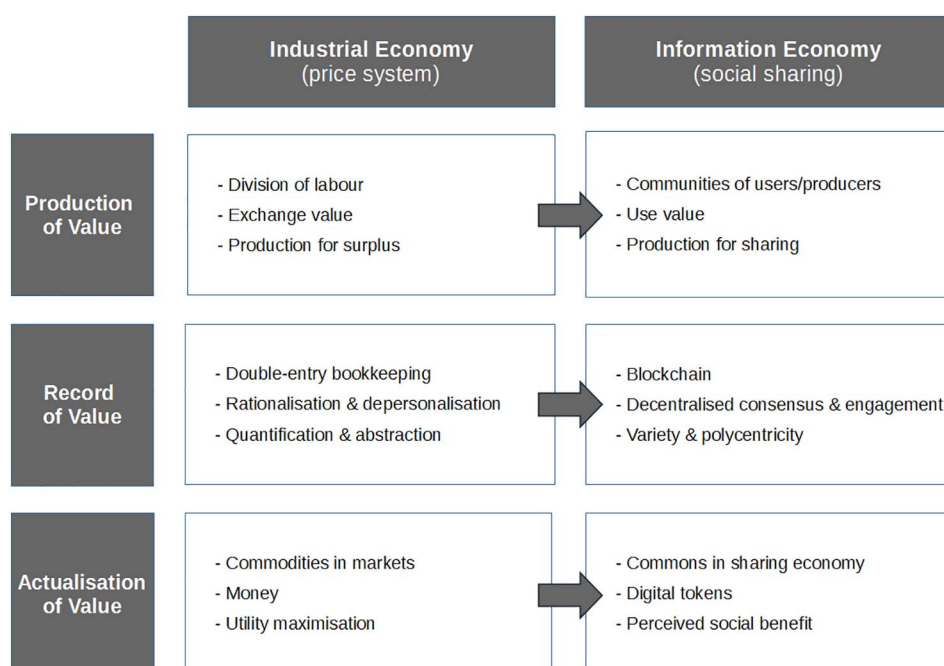 Industrial Economy
(price system)
Information Economy
(social sharing)
Production
of Value
- Division of labour
- Exchange value
- Production for surplus
- Communities of users/producers
- Use value
- Production for sharing
Record
of Value
- Double-entry bookkeeping
- Rationalisation & depersonalisation
- Quantification & abstraction
- Blockchain
- Decentralised consensus & engagement
- Variety & polycentricity
Actualisation
of Value
- Commodities in markets
- Money
- Utility maximisation
- Commons in sharing economy
- Digital tokens
- Perceived social benefit